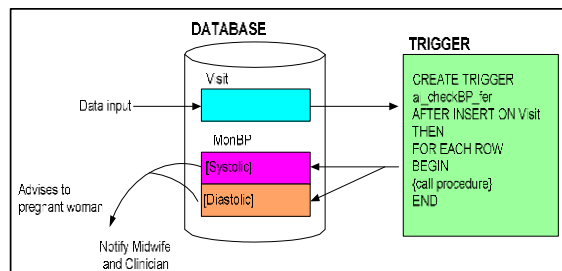 DATABASE
Visit
Data input
MonBP
[Systolic]
[Diastolic]
Advises to
pregnant woman
Notify Midwife
and Clinician
TRIGGER
CREATE TRIGGER
ai_checkBP_fer
AFTER INSERT ON Visit
THEN
FOR EACH ROW
BEGIN
{call procedure}
END